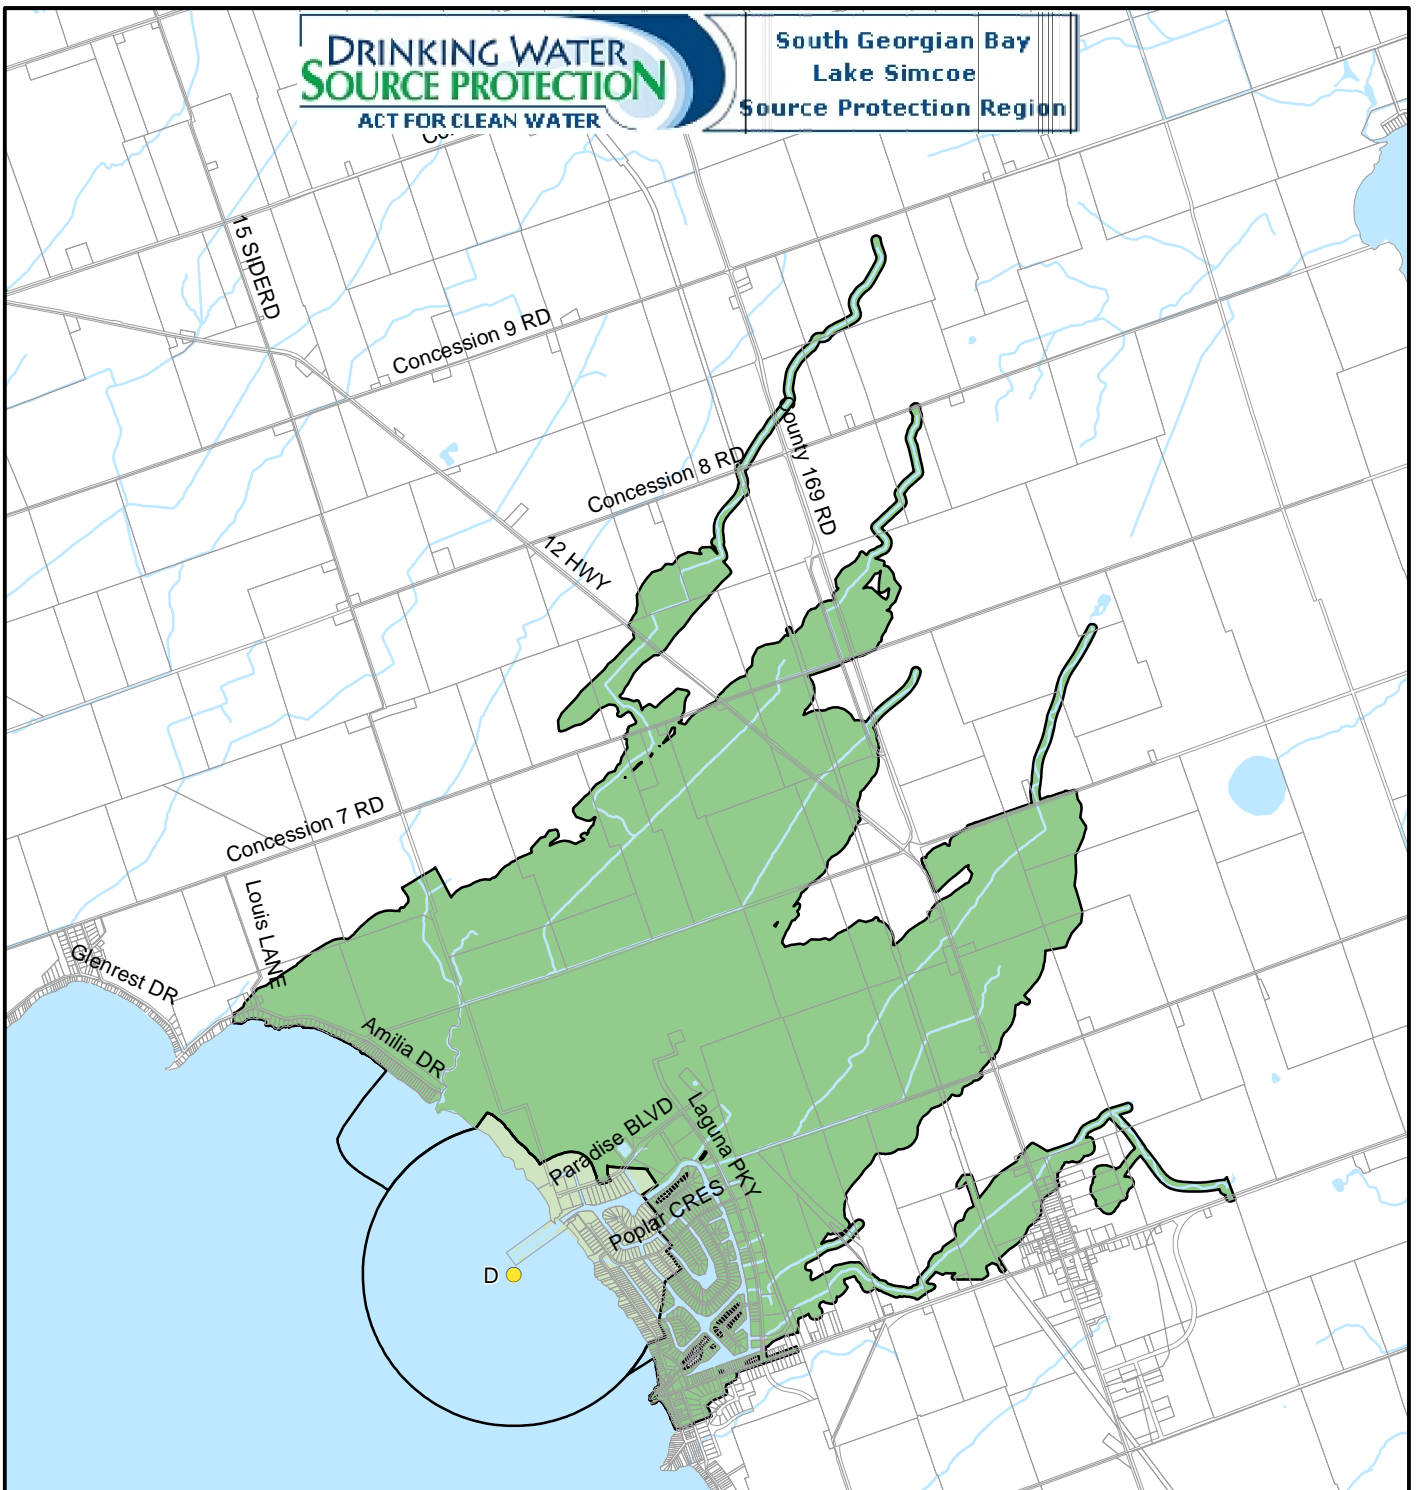 DRINKING WATER
SOURCE PROTECTION
ACT FOR CLEAN WATER
South Georgian Bay
Lake Simcoe
Source Protection Region
15 SIDERD
Concession 9 RD
Concession 8 RD
ounty 169 RD
12 HWY
Concession 7 RD
Louis LANE
Glenrest DR
Amilia DR
Paradise BLVD
Laguna PKY
Poplar CRES
D